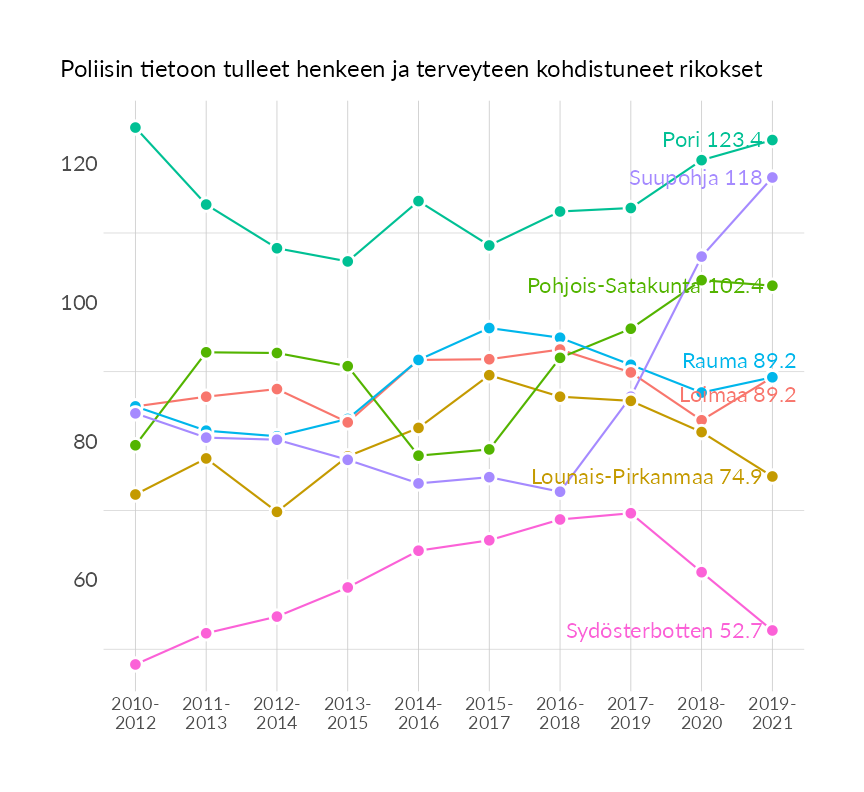 Poliisin tietoon tulleet henkeen ja terveyteen kohdistuneet rikokset
Pori 123.4
120
Suupohja 118
Pohjois-Satakunta 102.4
100
Rauma 89.2
Loimaa 89.2
80
Lounais-Pirkanmaa 74.9
60
Sydösterbotten 52.7
2010- 2011- 2012- 2013- 2014- 2015- 2016- 2017- 2018- 2019-
2012 2013 2014 2015 2016 2017 2018 2019 2020 2021